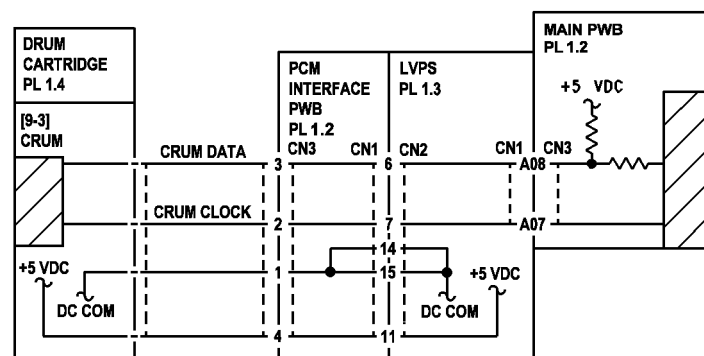 DRUM
CARTRIDGE
PL 1.4
[9-3]
CRUM
PCM
INTERFACE
PWB
PL 1.2
LVPS
PL 1.3
MAIN PWB
PL 1.2
+5 VDC
CRUM DATA
3
CN3
CN1
6
CN2
CN1
A08
CN3
CRUM CLOCK
2
7
A07
14
+5 VDC
1
15
+5 VDC
DC COM
DC COM
4
11